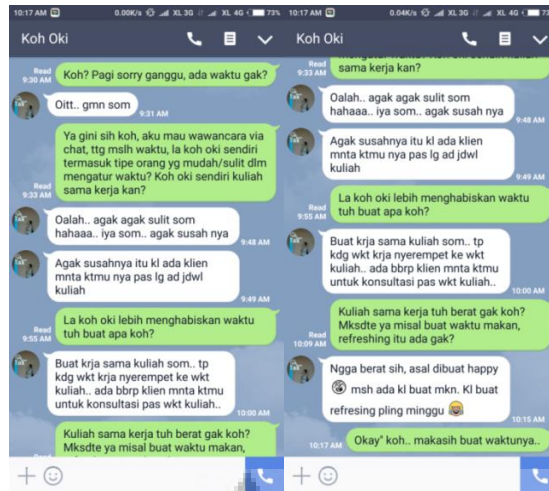 10:17 AM
0.00K/s
XL 3G
XL 4G
73%
Koh Oki
Read
9:30 AM
Koh? Pagi sorry ganggu, ada waktu gak?
Oitt.. gmn som
9:31 AM
Ya gini sih koh, aku mau wawancara via
chat, ttg mslh waktu, la koh oki sendiri
termasuk tipe orang yg mudah/sulit dlm
mengatur waktu? Koh oki sendiri kuliah
sama kerja kan?
Read
9:33 AM
Oalah.. agak agak sulit som
hahaaa.. iya som.. agak susah nya
9:48 AM
Agak susahnya itu kl ada klien
mnta ktmu nya pas lg ad jdwl
kuliah
9:49 AM
La koh oki lebih menghabiskan waktu
tuh buat apa koh?
Read
9:55 AM
Buat krja sama kuliah som.. tp
kdg wkt krja nyerempet ke wkt
kuliah.. ada bbrp klien mnta ktmu
untuk konsultasi pas wkt kuliah..
10:00 AM
Kuliah sama kerja tuh berat gak koh?
Mksdte ya misal buat waktu makan,
10:17 AM
0.04K/s
XL 3G
XL 4G
73%
Koh Oki
sama kerja kan?
Read
9:33 AM
Oalah.. agak agak sulit som
hahaaa.. iya som.. agak susah nya
9:48 AM
Agak susahnya itu kl ada klien
mnta ktmu nya pas lg ad jdwl
kuliah
9:49 AM
La koh oki lebih menghabiskan waktu
tuh buat apa koh?
Read
9:55 AM
Buat krja sama kuliah som.. tp
kdg wkt krja nyerempet ke wkt
kuliah.. ada bbrp klien mnta ktmu
untuk konsultasi pas wkt kuliah..
10:00 AM
Kuliah sama kerja tuh berat gak koh?
Mksdte ya misal buat waktu makan,
refreshing itu ada gak?
Read
10:09 AM
Ngga berat sih, asal dibuat happy
msh ada kl buat mkn. Kl buat
refresing pling minggu
10:15 AM
10:17 AM
Okay" koh.. makasih buat waktunya..